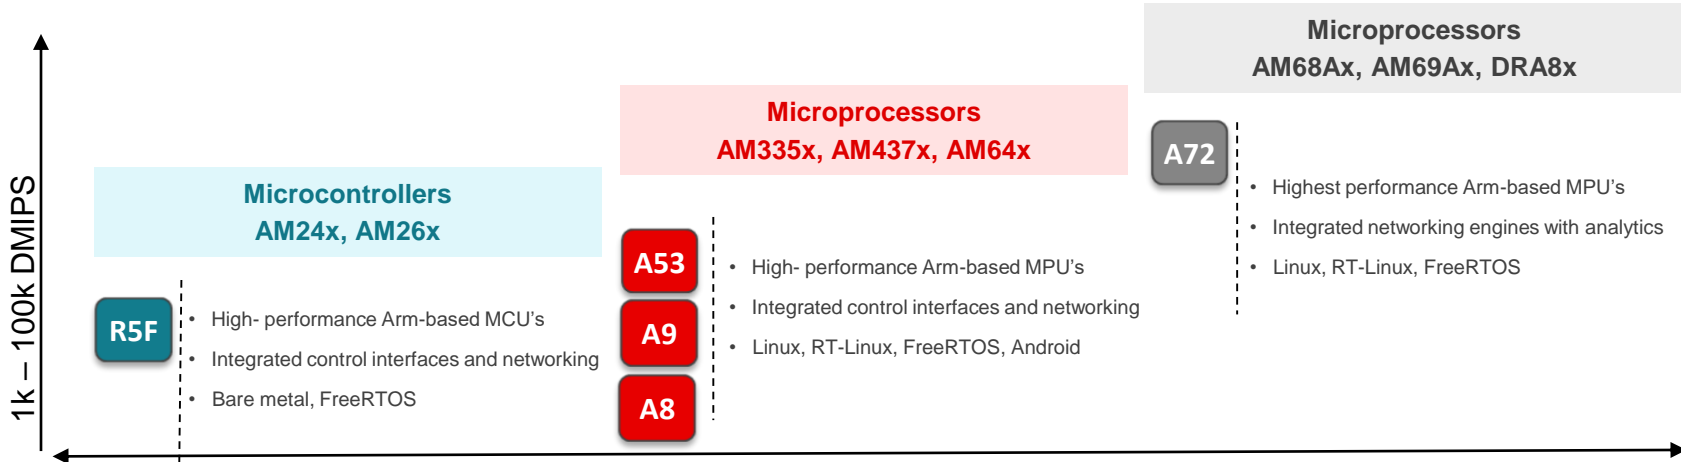 1k – 100k DMIPS
Microcontrollers
AM24x, AM26x
R5F
• High- performance Arm-based MCU's
• Integrated control interfaces and networking
• Bare metal, FreeRTOS
Microprocessors
AM335x, AM437x, AM64x
A53
A9
A8
• High- performance Arm-based MPU's
• Integrated control interfaces and networking
• Linux, RT-Linux, FreeRTOS, Android
Microprocessors
AM68Ax, AM69Ax, DRA8x
A72
• Highest performance Arm-based MPU's
• Integrated networking engines with analytics
• Linux, RT-Linux, FreeRTOS